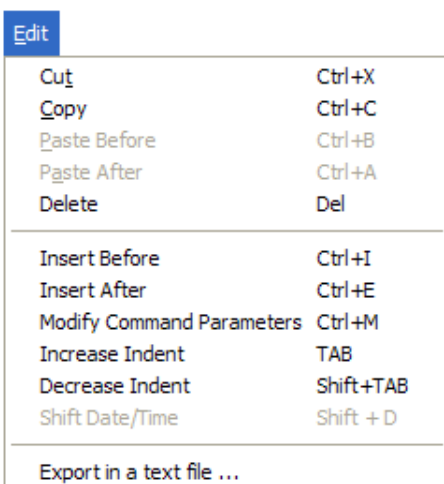 Edit
Cut Ctrl+X
Copy Ctrl+C
Paste Before Ctrl+B
Paste After Ctrl+A
Delete Del
Insert Before Ctrl+I
Insert After Ctrl+E
Modify Command Parameters Ctrl+M
Increase Indent TAB
Decrease Indent Shift+TAB
Shift Date/Time Shift + D
Export in a text file ...